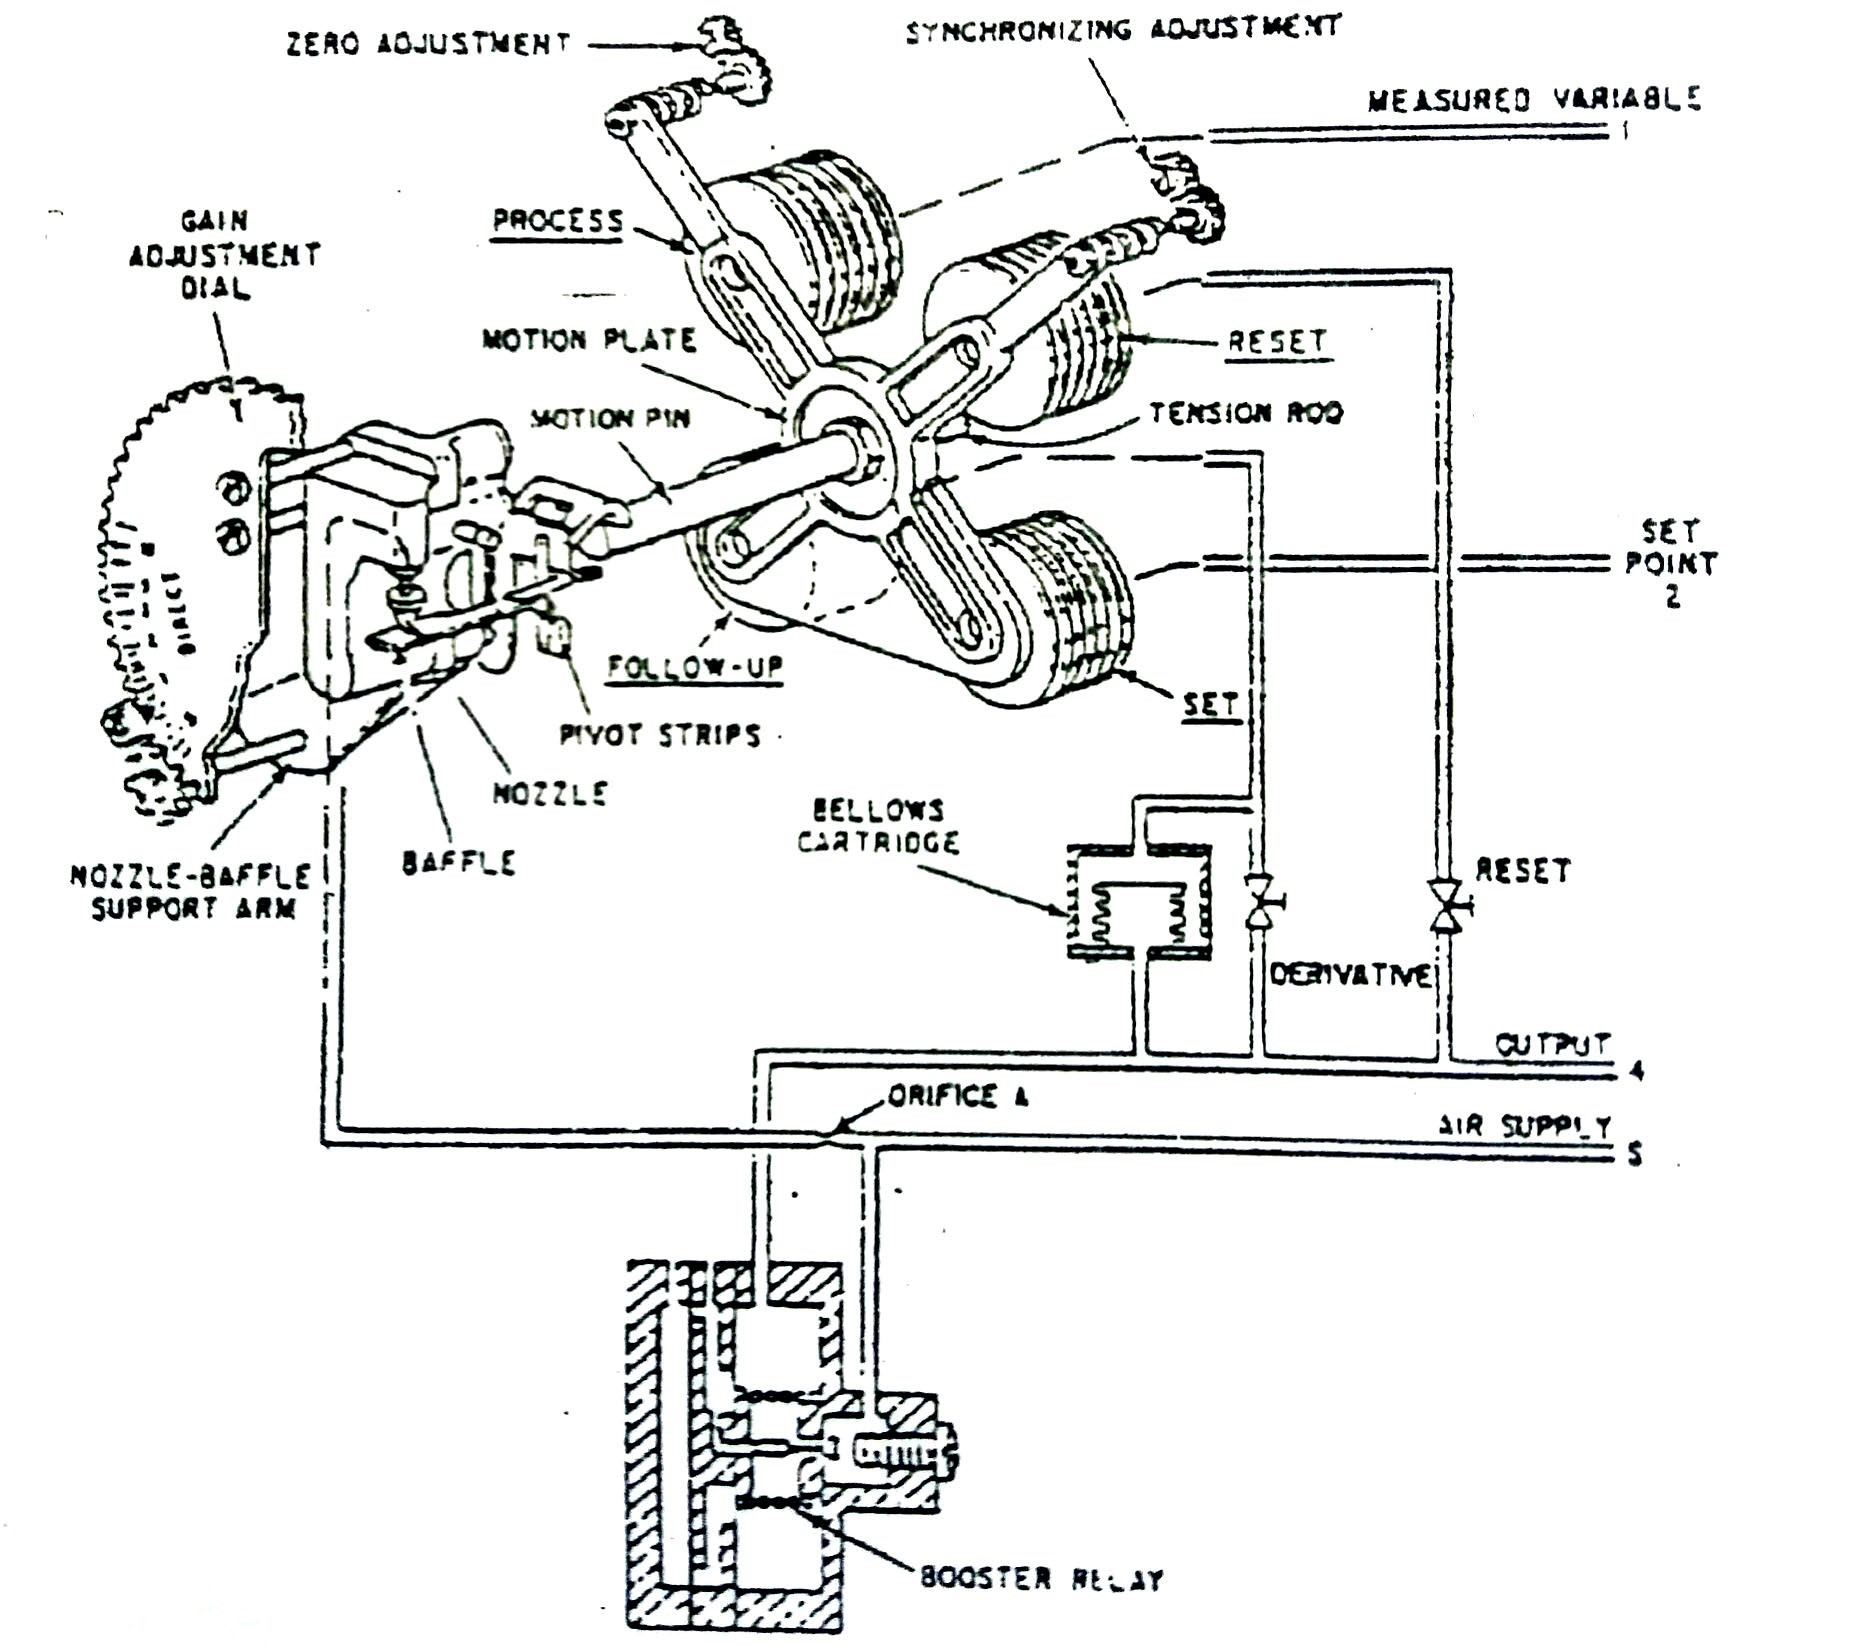 ZERO ADJUSTMENT
SYNCHRONIZING ADJUSTMENT
MEASURED VARIABLE
1
GAIN
ADJUSTMENT
DIAL
PROCESS
MOTION PLATE
RESET
MOTION PIN
TENSION ROD
SET
POINT
2
FOLLOW-UP
SET
PIVOT STRIPS
NOZZLE
BELLOWS
CARTRIDGE
BAFFLE
NOZZLE-BAFFLE
SUPPORT ARM
RESET
DERIVATIVE
OUTPUT
4
ORIFICE A
AIR SUPPLY
5
BOOSTER RELAY